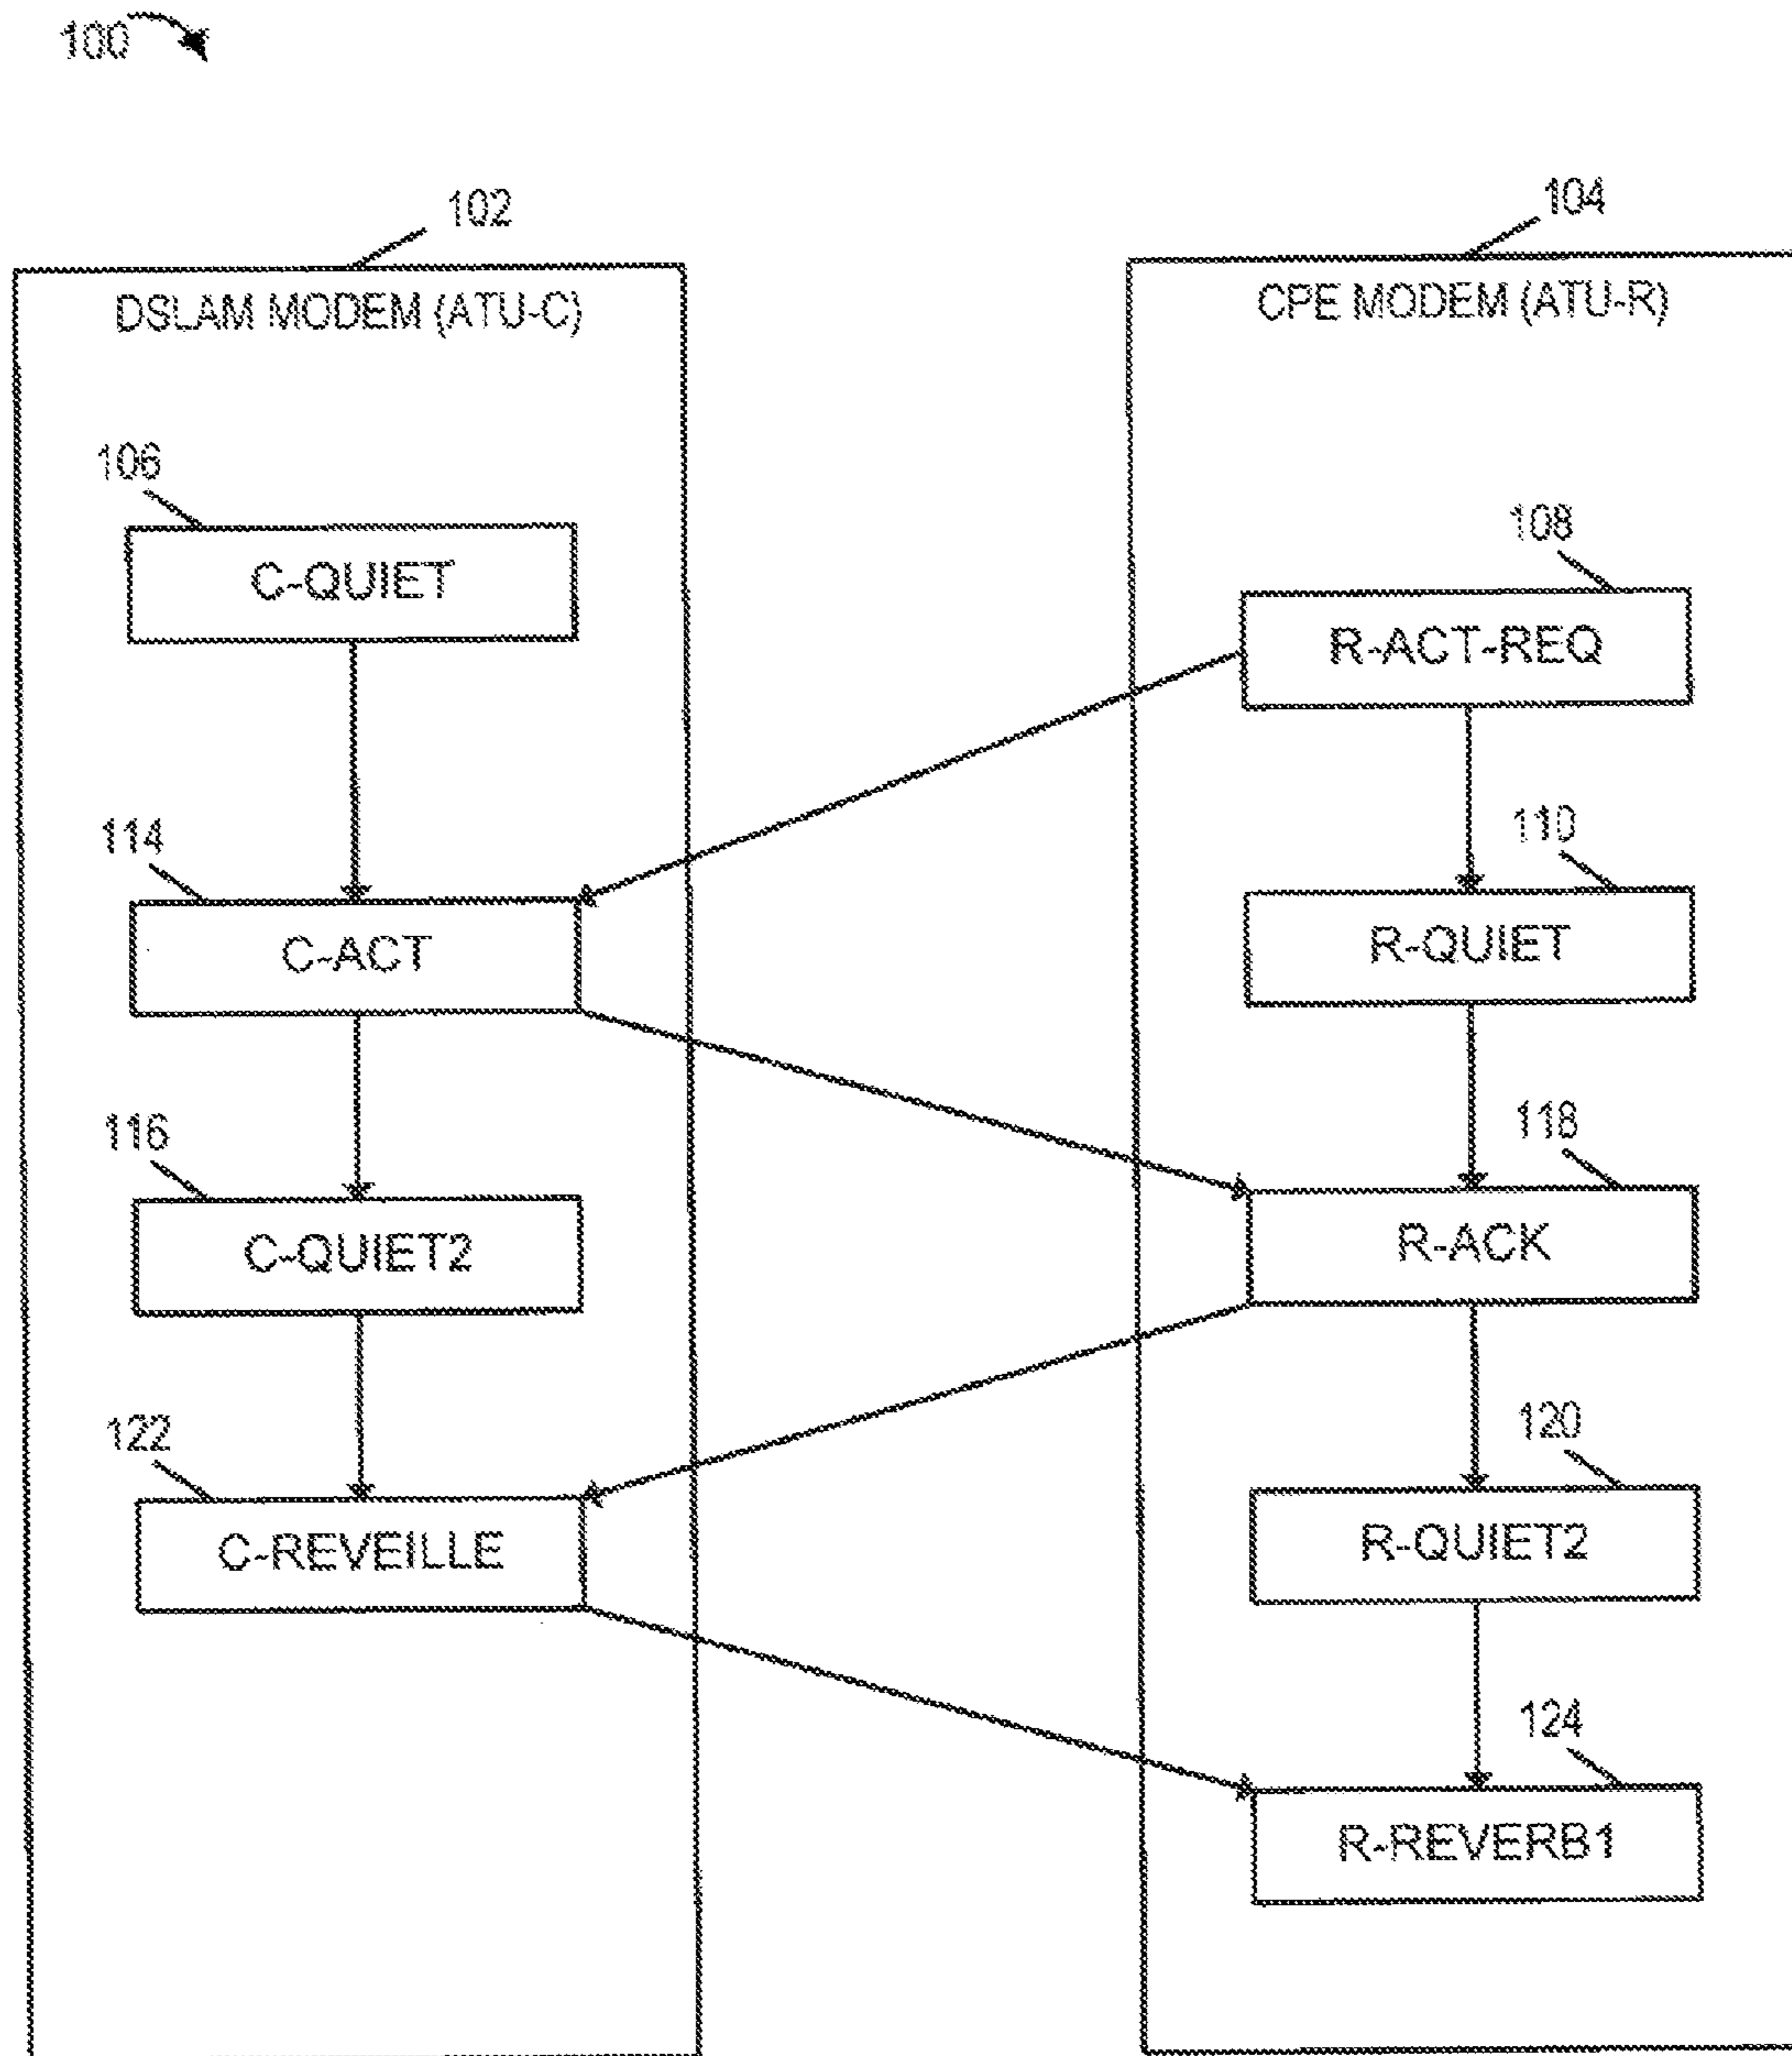 100
102
104
DSLAM MODEM (ATU-C)
CPE MODEM (ATU-R)
106
C-QUIET
108
R-ACT-REQ
114
C-ACT
110
R-QUIET
116
C-QUIET2
118
R-ACK
122
C-REVEILLE
120
R-QUIET2
124
R-REVERB1